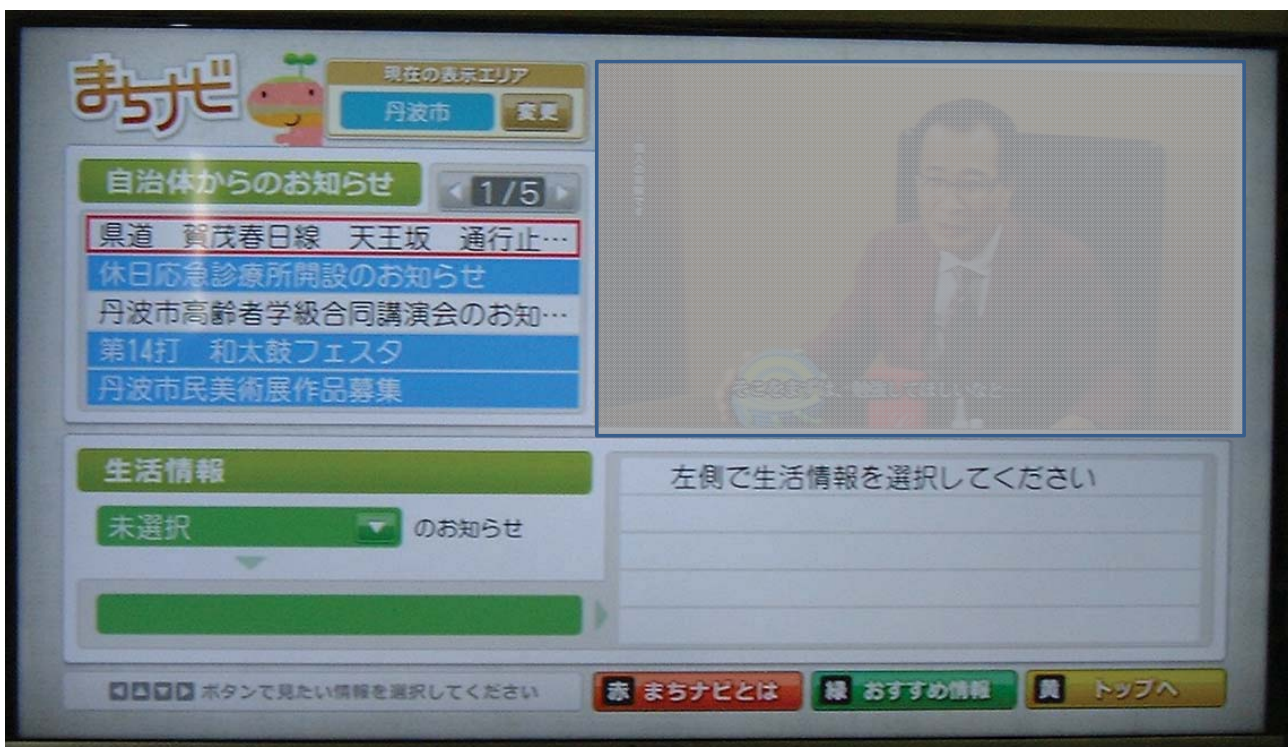 まちナビ
現在の表示エリア
丹波市 変更
自治体からのお知らせ 1/5
県道 賀茂春日線 天王坂 通行止…
休日応急診療所開設のお知らせ
丹波市高齢者学級合同講演会のお知…
第14打 和太鼓フェスタ
丹波市民美術展作品募集
生活情報
未選択 のお知らせ
左側で生活情報を選択してください
ボタンで見たい情報を選択してください
赤 まちナビとは
緑 おすすめ情報
黄 トップへ